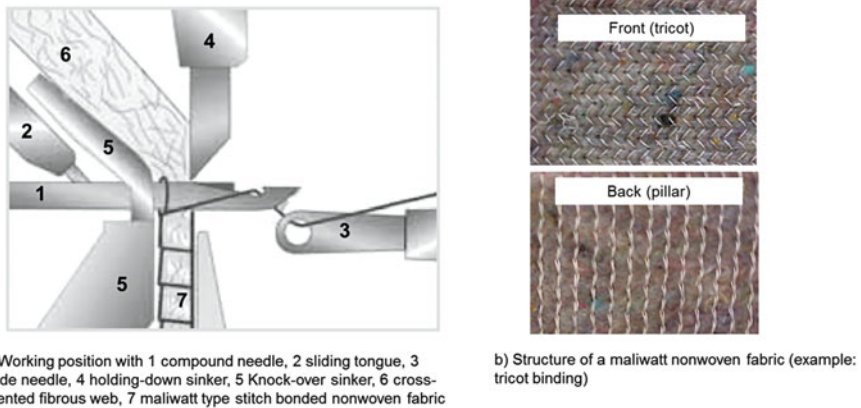 6
4
2
5
1
3
5
7
Front (tricot)
Back (pillar)
Working position with 1 compound needle, 2 sliding tongue, 3
needle, 4 holding-down sinker, 5 Knock-over sinker, 6 cross-
fibrous web, 7 maliwatt type stitch bonded nonwoven fabric
b) Structure of a maliwatt nonwoven fabric (example:
tricot binding)